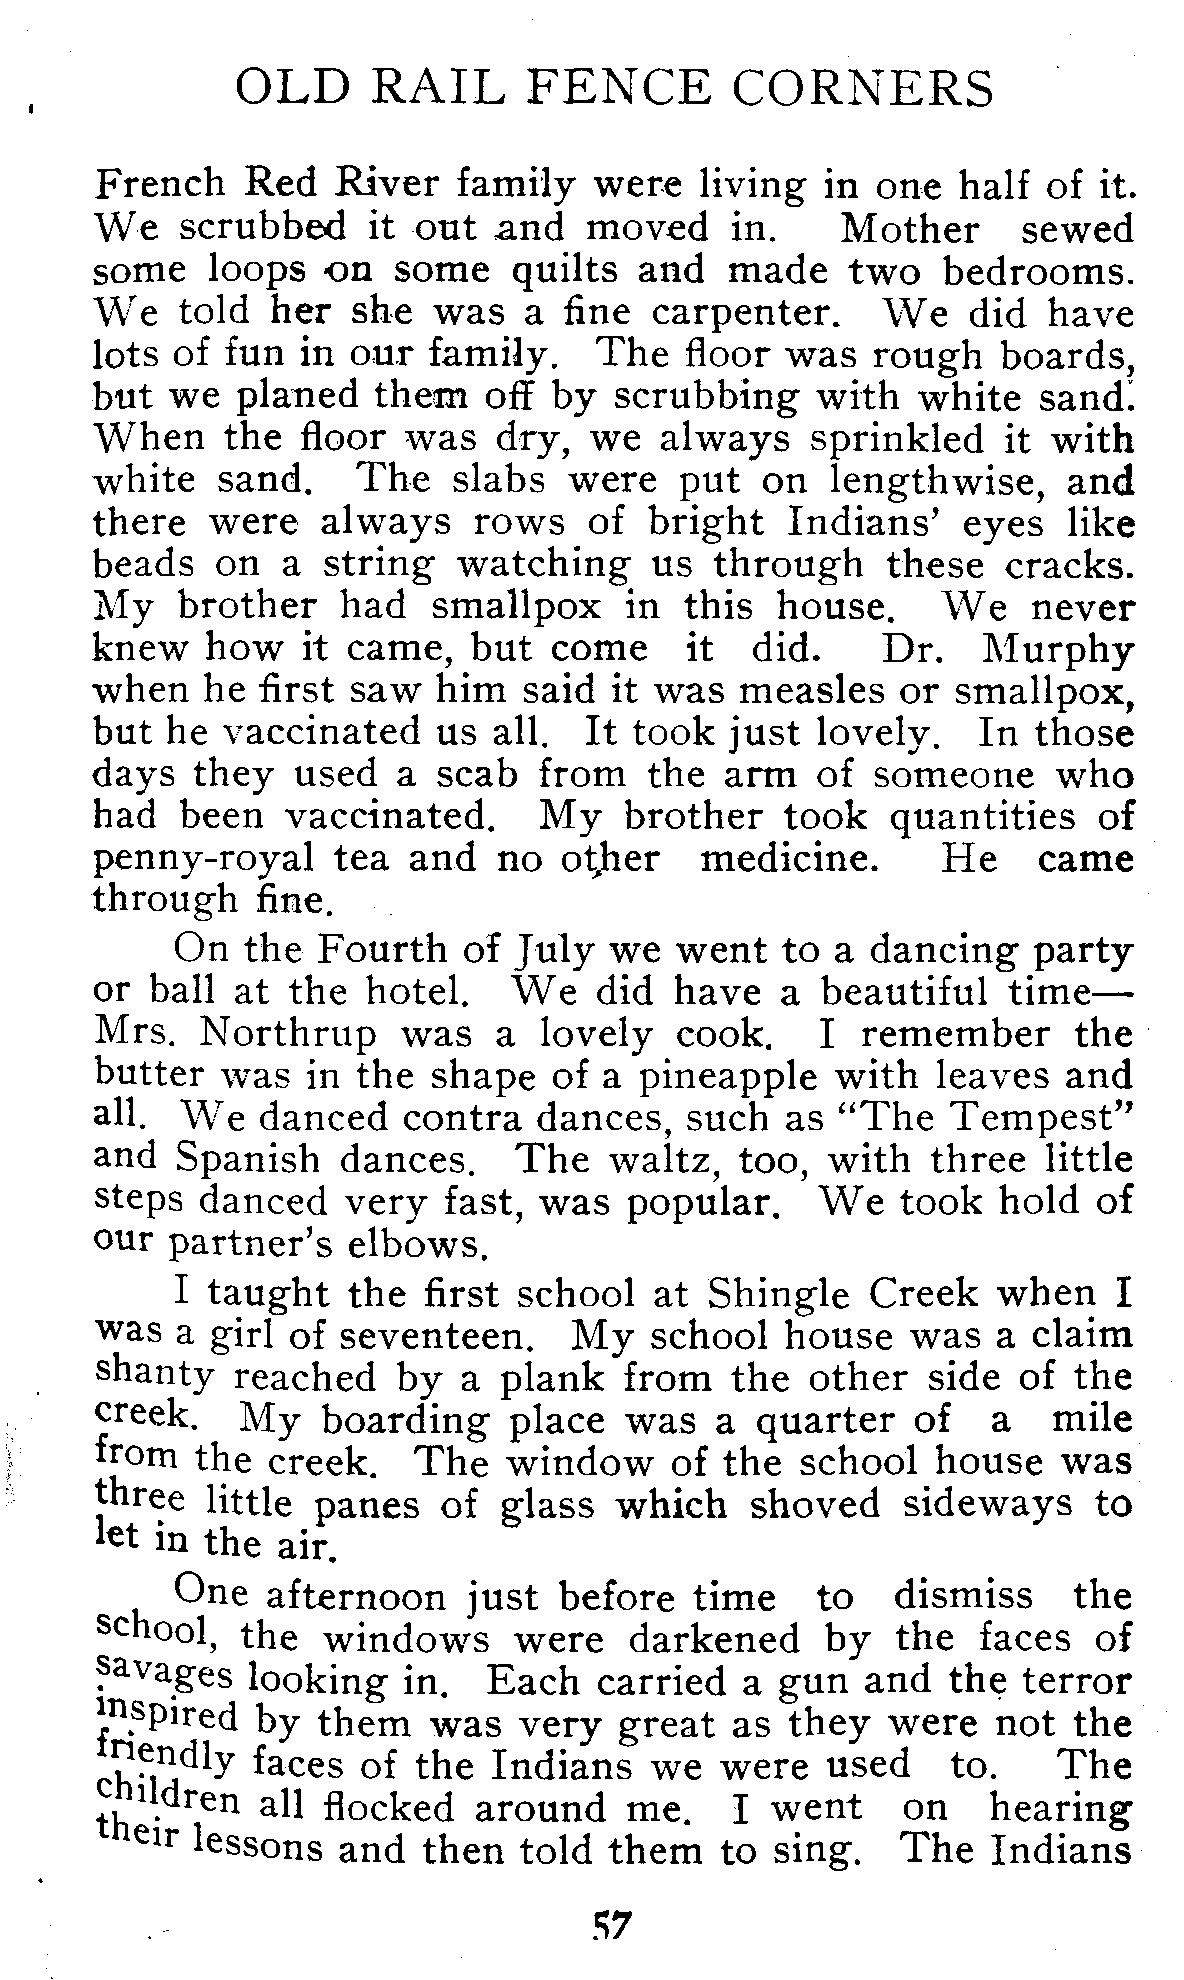 OLD RAIL FENCE CORNERS
French Red River family were living in one half of it.
We scrubbed it out and moved in. Mother sewed
some loops on some quilts and made two bedrooms.
We told her she was a fine carpenter. We did have
lots of fun in our family. The floor was rough boards,
but we planed them off by scrubbing with white sand.
When the floor was dry, we always sprinkled it with
white sand. The slabs were put on lengthwise, and
there were always rows of bright Indians' eyes like
beads on a string watching us through these cracks.
My brother had smallpox in this house. We never
knew how it came, but come it did. Dr. Murphy
when he first saw him said it was measles or smallpox,
but he vaccinated us all. It took just lovely. In those
days they used a scab from the arm of someone who
had been vaccinated. My brother took quantities of
penny-royal tea and no other medicine. He came
through fine.
On the Fourth of July we went to a dancing party
or ball at the hotel. We did have a beautiful time—
Mrs. Northrup was a lovely cook. I remember the
butter was in the shape of a pineapple with leaves and
all. We danced contra dances, such as "The Tempest"
and Spanish dances. The waltz, too, with three little
steps danced very fast, was popular. We took hold of
our partner's elbows.
I taught the first school at Shingle Creek when I
was a girl of seventeen. My school house was a claim
shanty reached by a plank from the other side of the
creek. My boarding place was a quarter of a mile
from the creek. The window of the school house was
three little panes of glass which shoved sideways to
let in the air.
One afternoon just before time to dismiss the
school, the windows were darkened by the faces of
savages looking in. Each carried a gun and the terror
inspired by them was very great as they were not the
friendly faces of the Indians we were used to. The
children all flocked around me. I went on hearing
their lessons and then told them to sing. The Indians
57